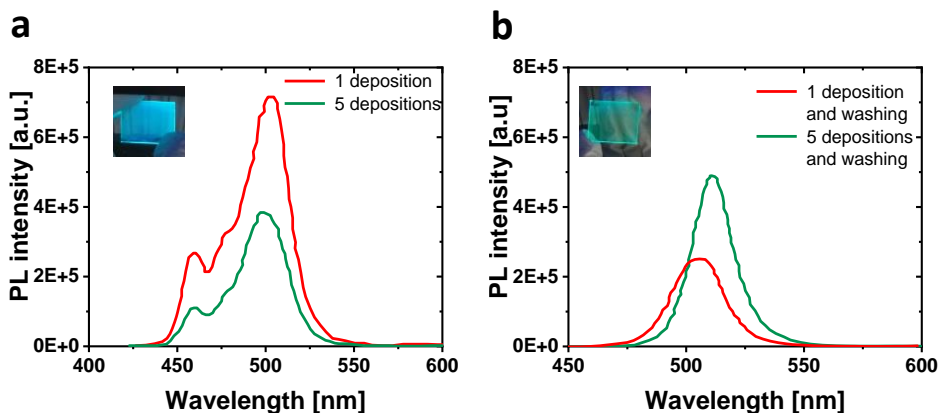 a
8E+5
6E+5
4E+5
2E+5
0E+0
PL intensity [a.u.]
1 deposition
5 depositions
400 450 500 550 600
Wavelength [nm]
b
8E+5
6E+5
4E+5
2E+5
0E+0
PL intensity [a.u]
1 deposition
and washing
5 depositions
and washing
450 500 550 600
Wavelength [nm]